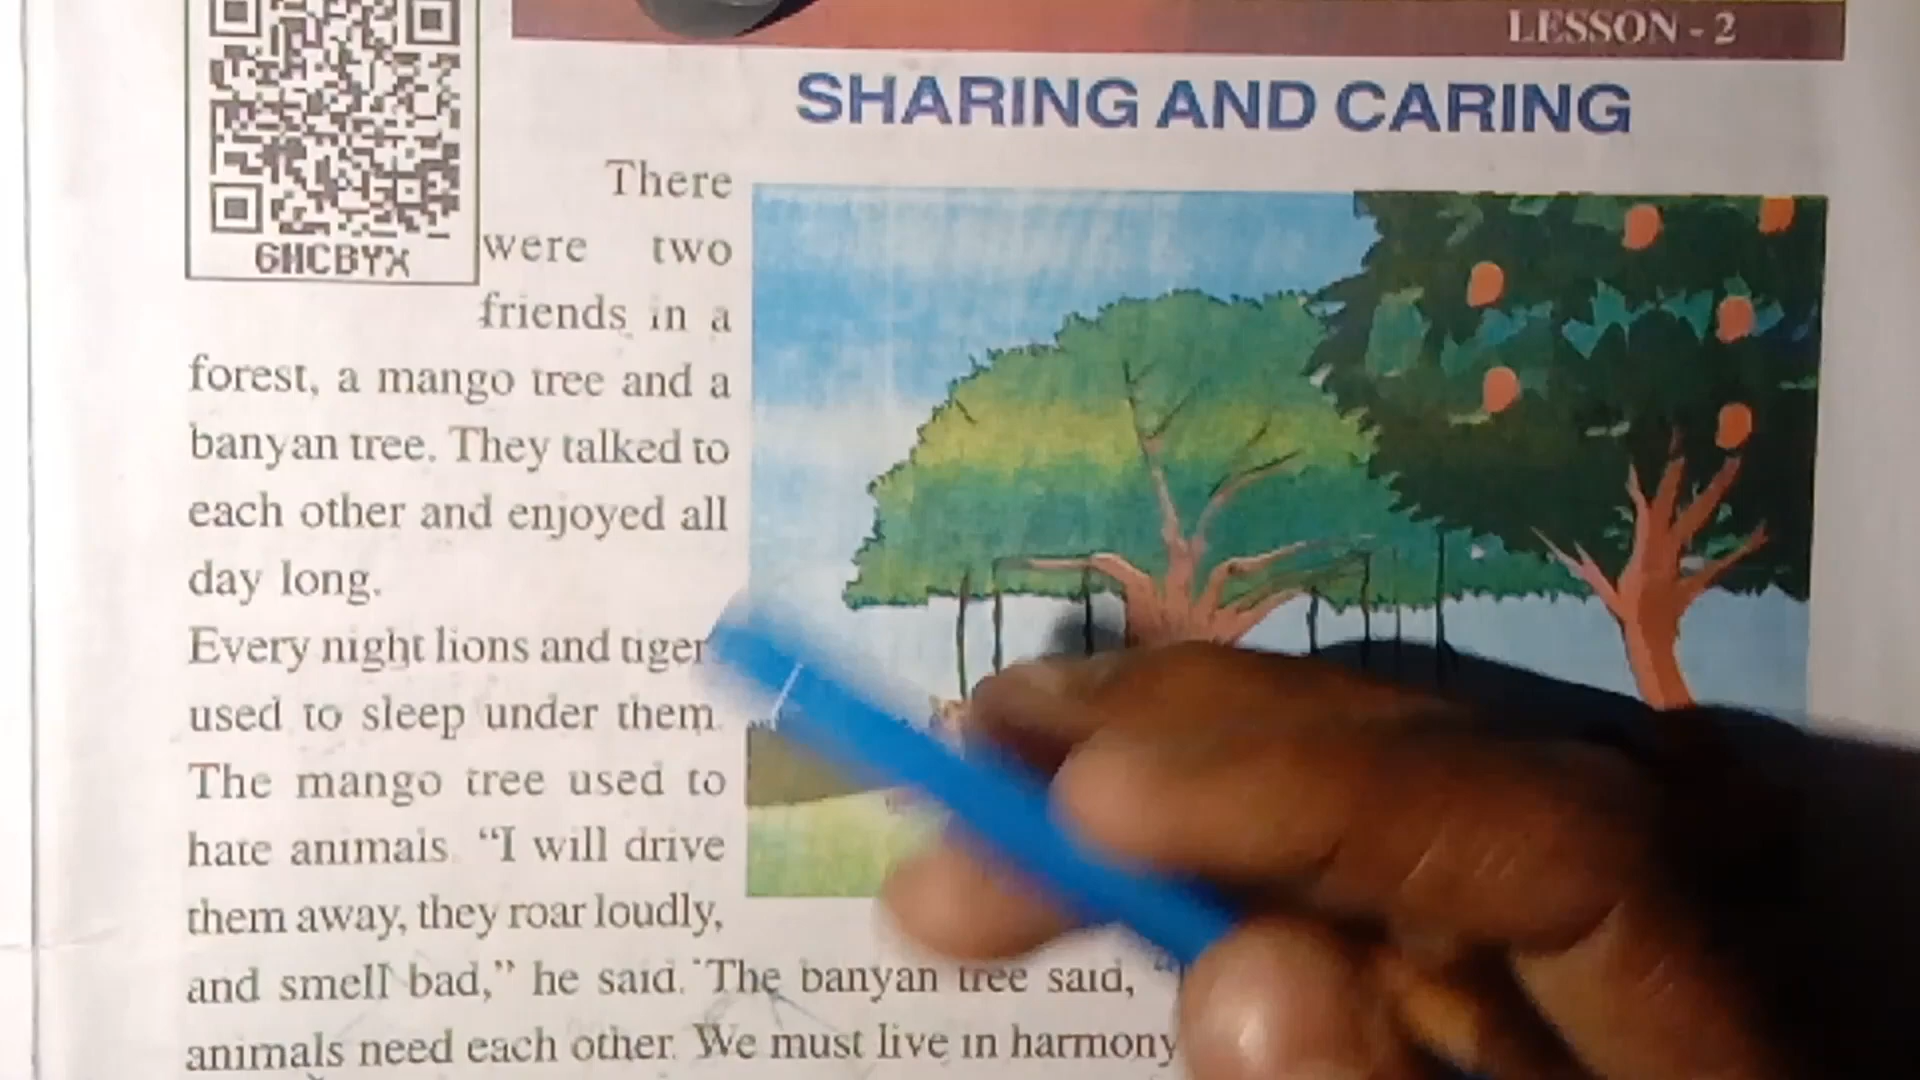 LESSON - 2
SHARING AND CARING
6HCBYX
There
were two
friends in a
forest, a mango tree and a
banyan tree. They talked to
each other and enjoyed all
day long.
Every night lions and tiger
used to sleep under them.
The mango tree used to
hate animals. “I will drive
them away, they roar loudly,
and smell bad,” he said. The banyan tree said, “
animals need each other. We must live in harmony